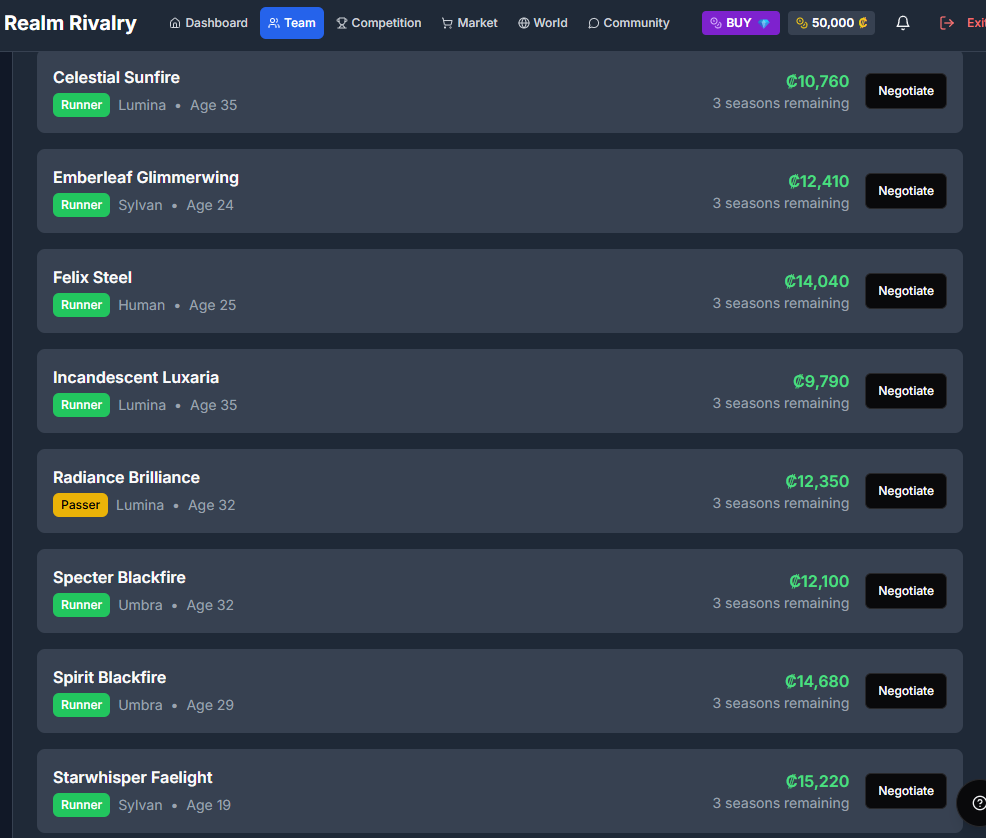 Realm Rivalry Dashboard Team Competition Market World Community BUY 50,000 ₡ Exit
Celestial Sunfire
₡10,760
Runner Lumina • Age 35
3 seasons remaining
Negotiate
Emberleaf Glimmerwing
₡12,410
Runner Sylvan • Age 24
3 seasons remaining
Negotiate
Felix Steel
₡14,040
Runner Human • Age 25
3 seasons remaining
Negotiate
Incandescent Luxaria
₡9,790
Runner Lumina • Age 35
3 seasons remaining
Negotiate
Radiance Brilliance
₡12,350
Passer Lumina • Age 32
3 seasons remaining
Negotiate
Specter Blackfire
₡12,100
Runner Umbra • Age 32
3 seasons remaining
Negotiate
Spirit Blackfire
₡14,680
Runner Umbra • Age 29
3 seasons remaining
Negotiate
Starwhisper Faelight
₡15,220
Runner Sylvan • Age 19
3 seasons remaining
Negotiate